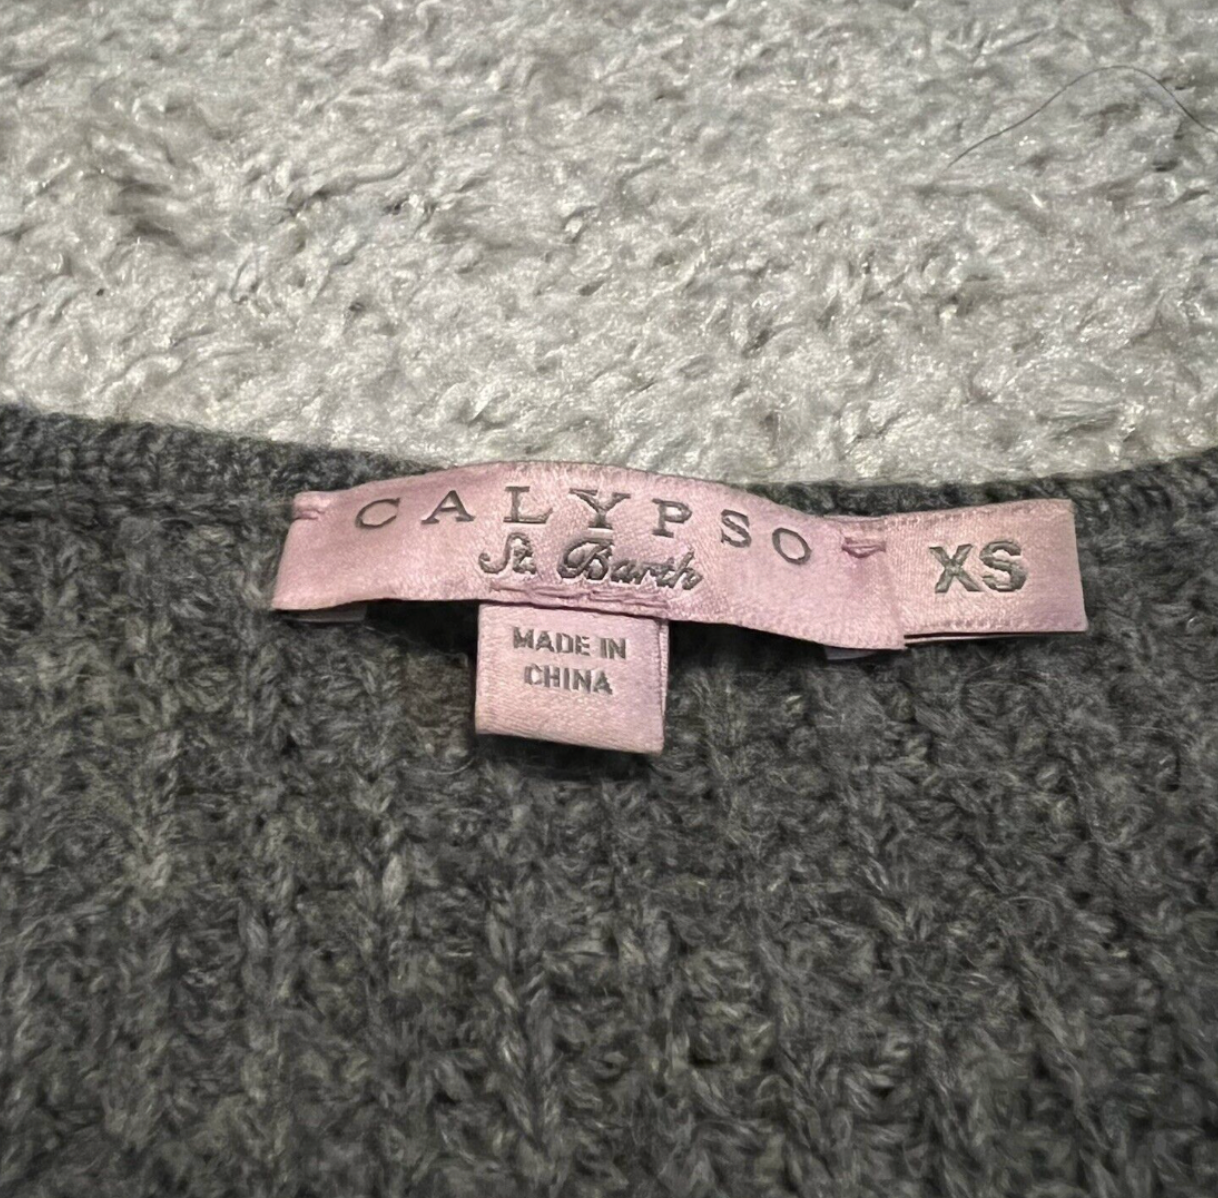 CALYPSO
St. Barth
XS
MADE IN
CHINA